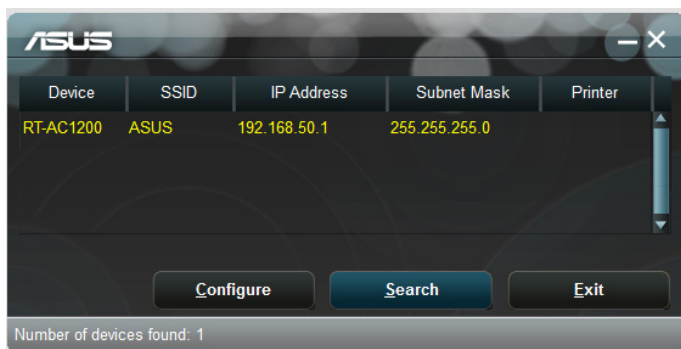 ASUS
Device SSID IP Address Subnet Mask Printer
RT-AC1200 ASUS 192.168.50.1 255.255.255.0
Configure Search Exit
Number of devices found: 1